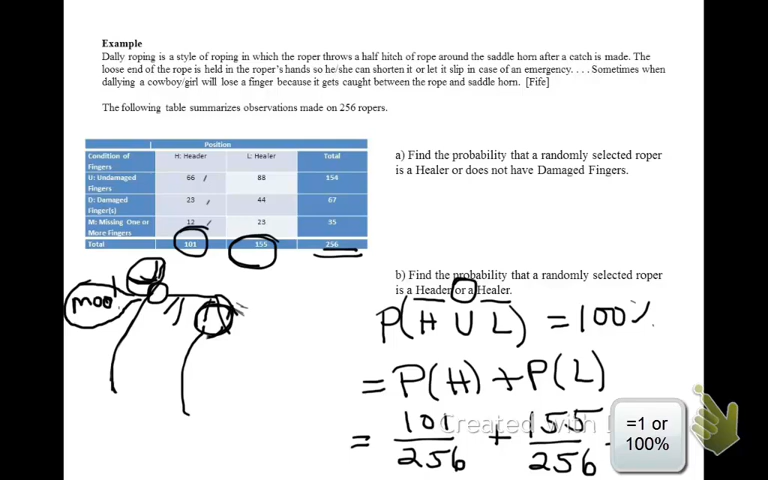 Example
Dally roping is a style of roping in which the roper throws a half hitch of rope around the saddle horn after a catch is made. The
loose end of the rope is held in the roper's hands so he/she can shorten it or let it slip in case of an emergency. . . . Sometimes when
dallying a cowboy/girl will lose a finger because it gets caught between the rope and saddle horn. [Fife]
The following table summarizes observations made on 256 ropers.
Position
Condition of Fingers H: Header L: Healer Total
U: Undamaged Fingers 66 88 154
D: Damaged Finger(s) 23 44 67
M: Missing One or More Fingers 12 23 35
Total 101 155 256
a) Find the probability that a randomly selected roper
is a Healer or does not have Damaged Fingers.
b) Find the probability that a randomly selected roper
is a Header or a Healer.
moo!
P(H U L) = 100%
= P(H) + P(L)
= 101/256 + 155/256 =
Created with
=1 or
100%